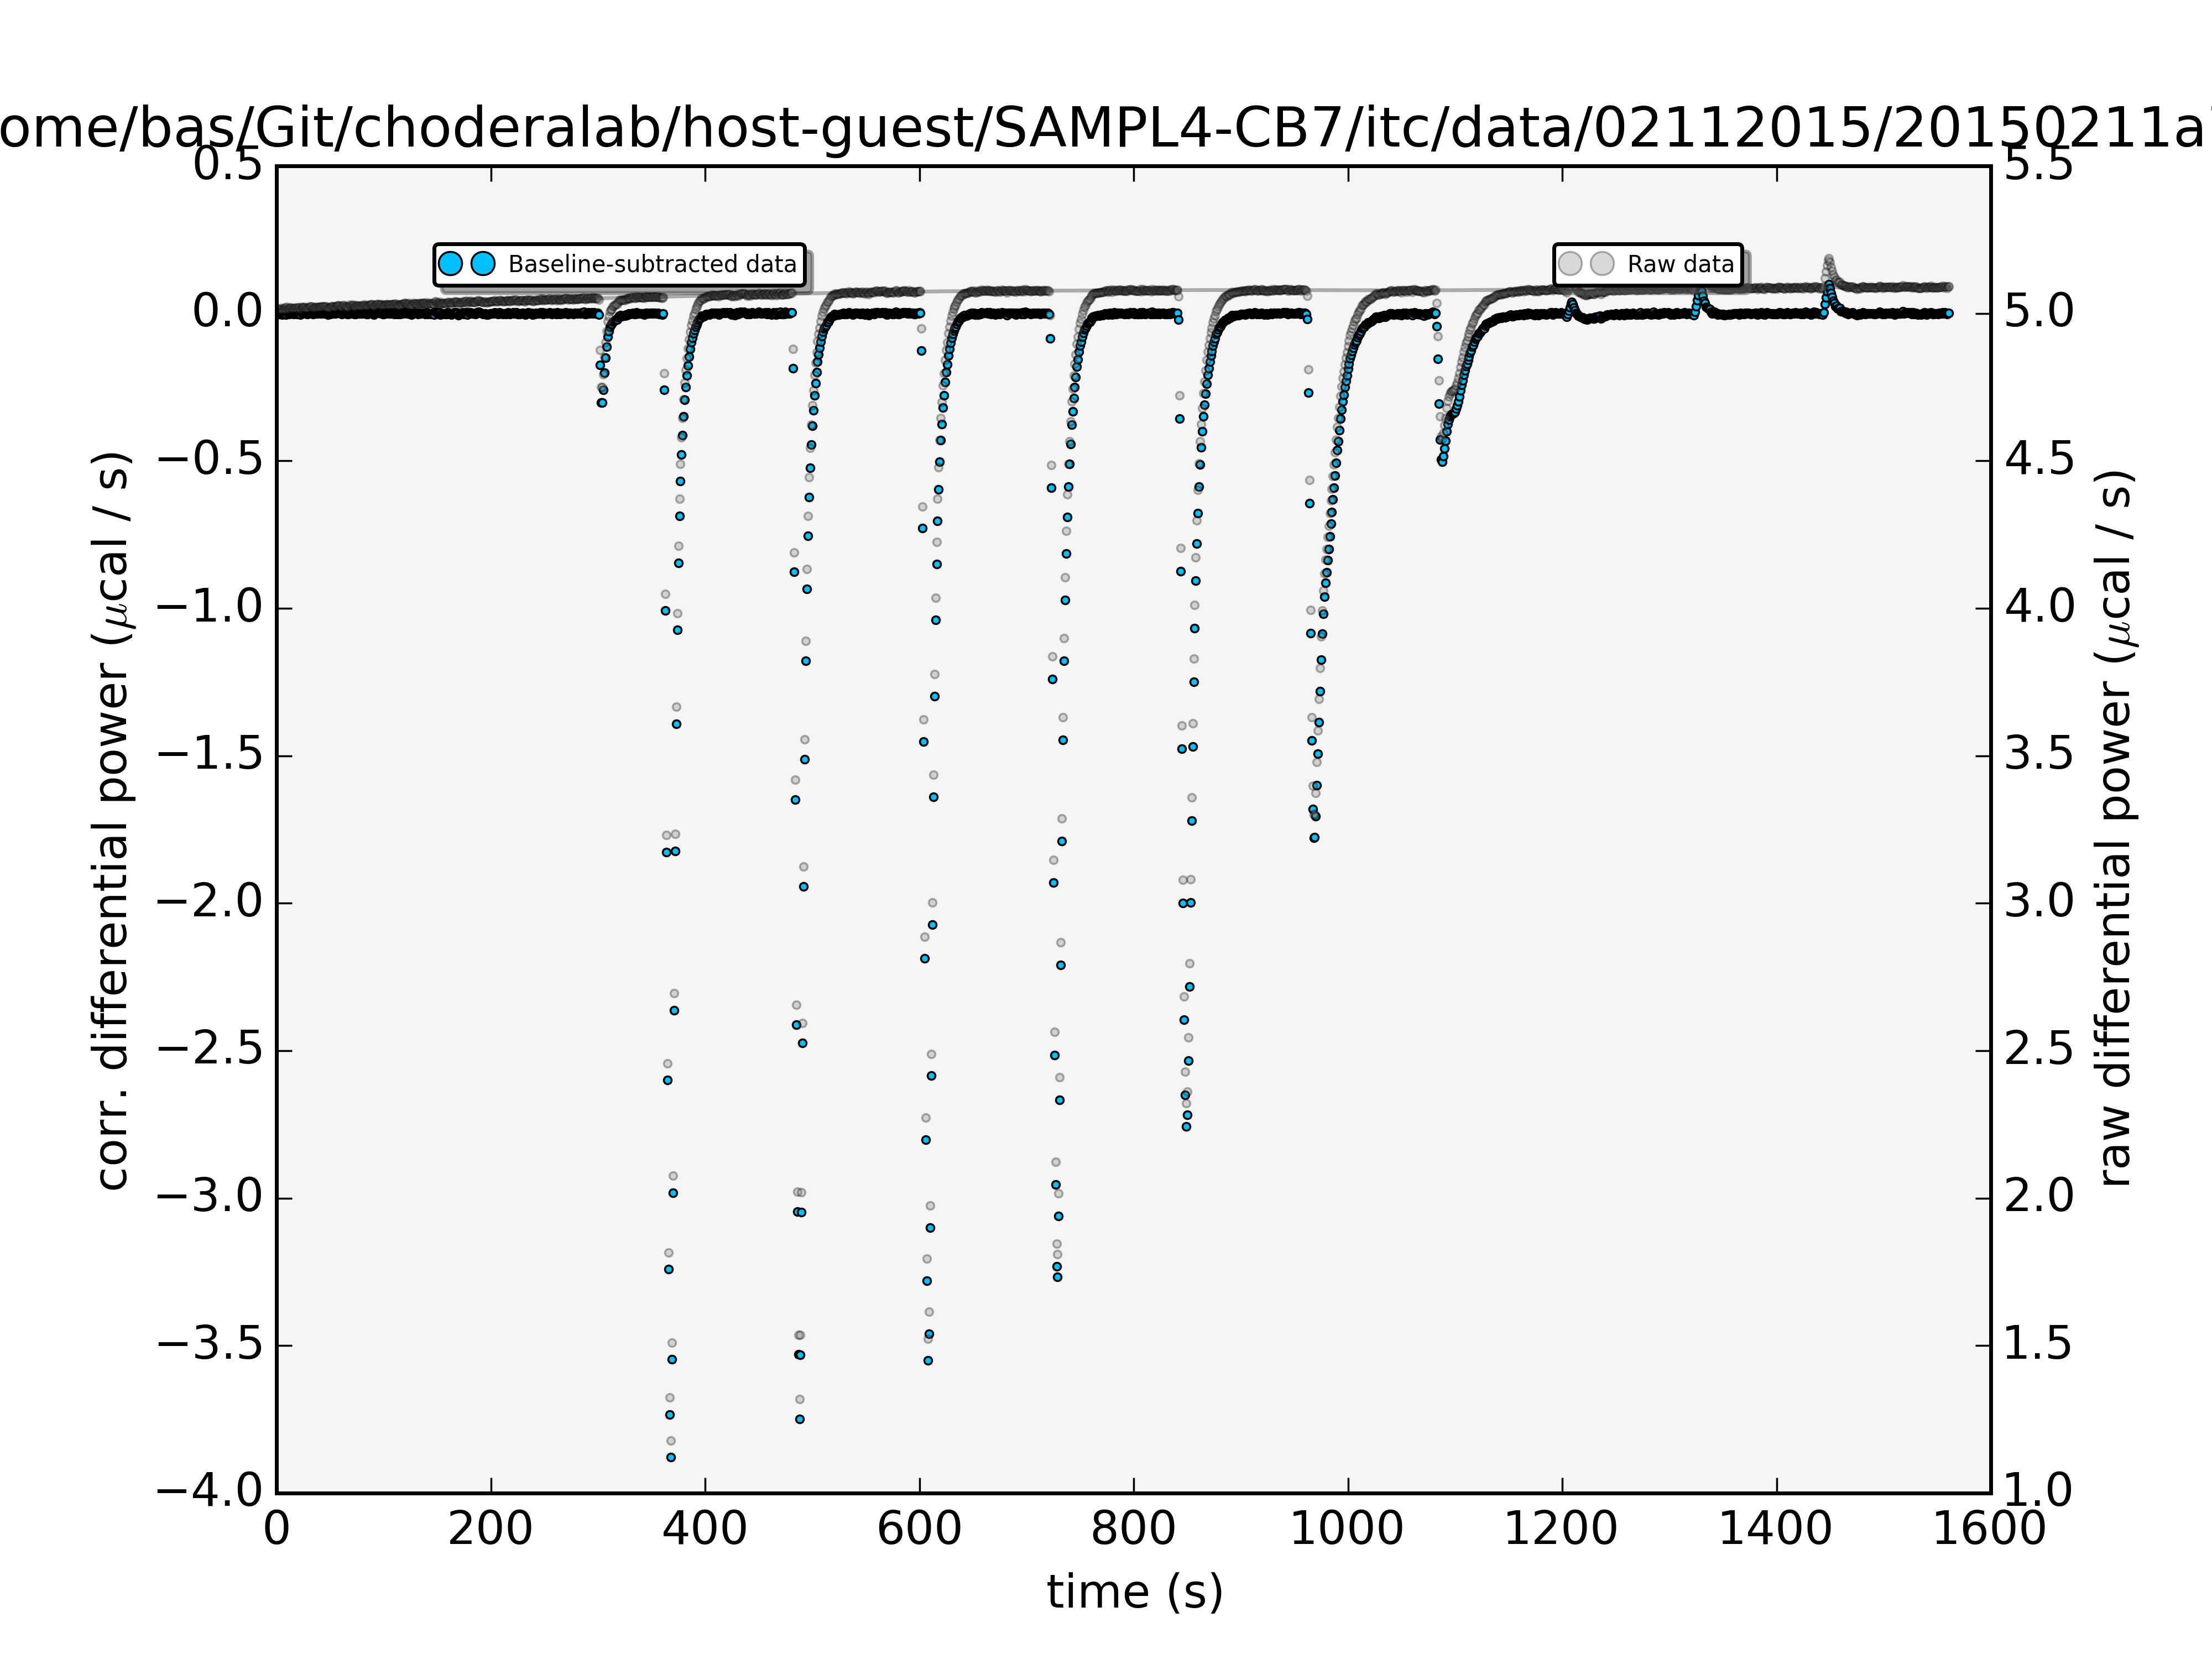 ome/bas/Git/choderalab/host-guest/SAMPL4-CB7/itc/data/02112015/20150211a
Baseline-subtracted data
Raw data
0.5
0.0
−0.5
−1.0
−1.5
−2.0
−2.5
−3.0
−3.5
−4.0
corr. differential power (μcal / s)
5.5
5.0
4.5
4.0
3.5
3.0
2.5
2.0
1.5
1.0
raw differential power (μcal / s)
0 200 400 600 800 1000 1200 1400 1600
time (s)